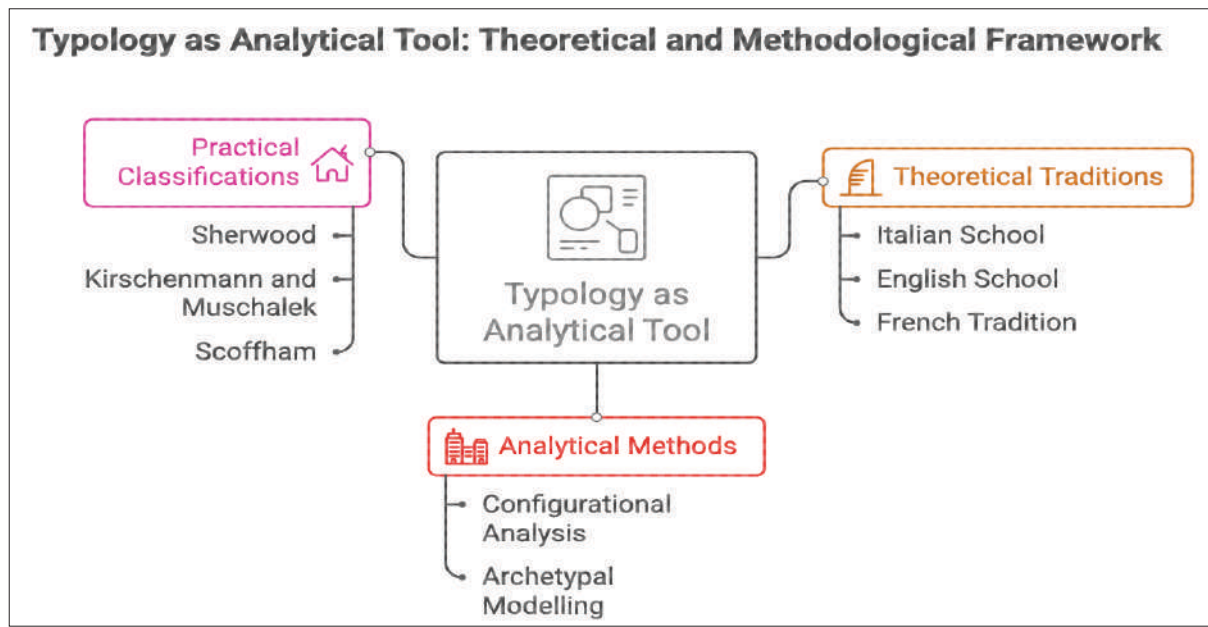 Typology as Analytical Tool: Theoretical and Methodological Framework
Practical
Classifications
Sherwood
Kirschenmann and
Muschalek
Scoffham
Typology as
Analytical Tool
Theoretical Traditions
Italian School
English School
French Tradition
Analytical Methods
Configurational
Analysis
Archetypal
Modelling